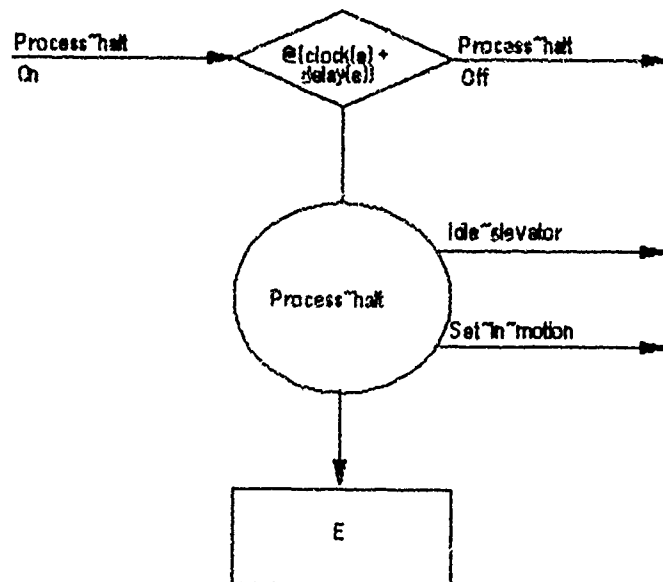 Process~halt
On
@(clock(e) +
delay(e))
Process~halt
Off
Idle~elevator
Process~halt
Set~in~motion
E